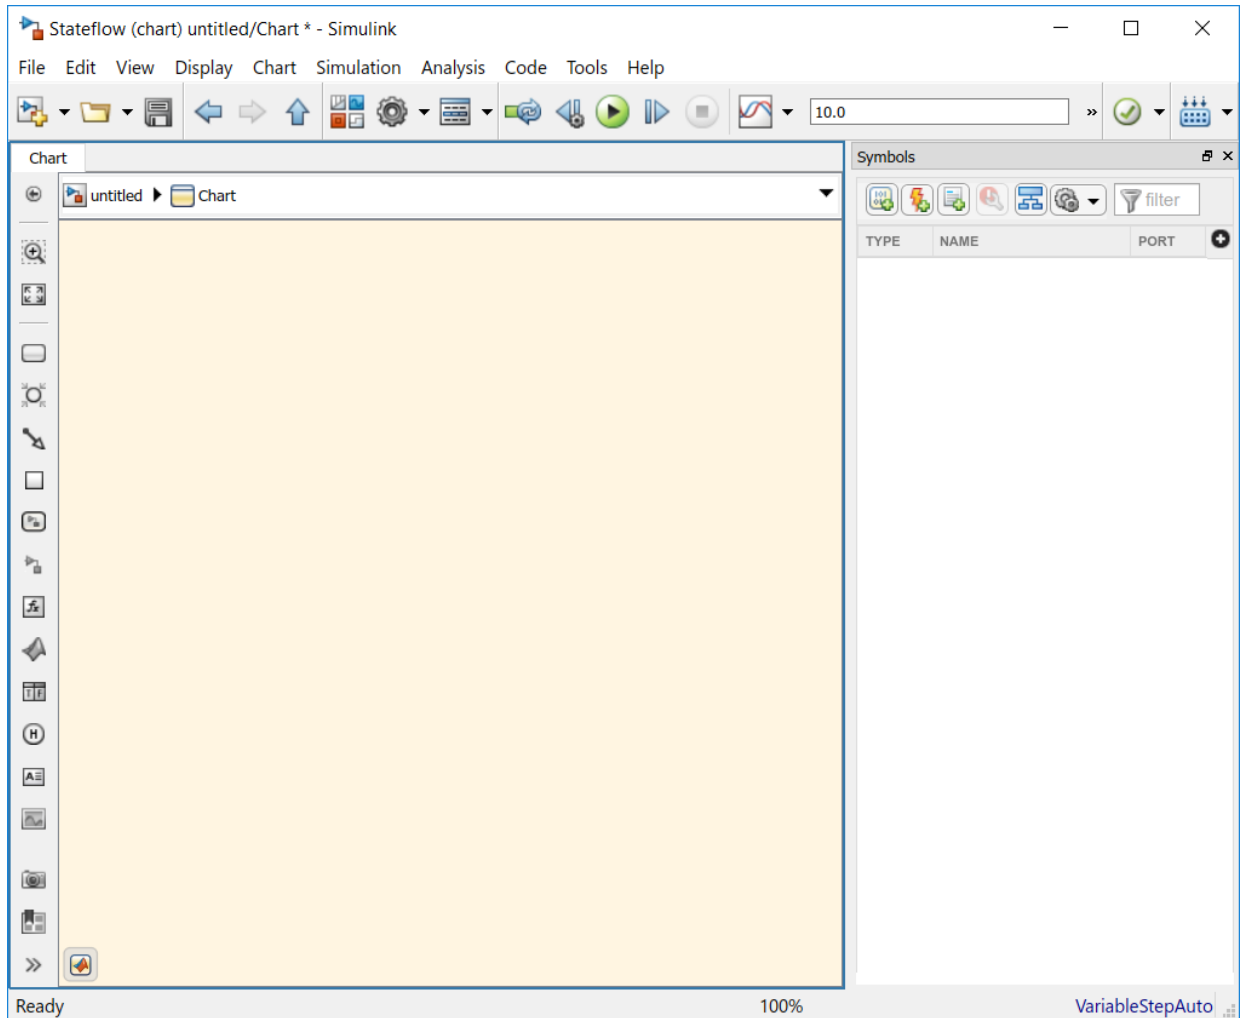 Stateflow (chart) untitled/Chart * - Simulink
File Edit View Display Chart Simulation Analysis Code Tools Help
10.0 »
Chart
Symbols
untitled Chart
filter
TYPE NAME PORT
fx
T F
H
A
Ready 100% VariableStepAuto